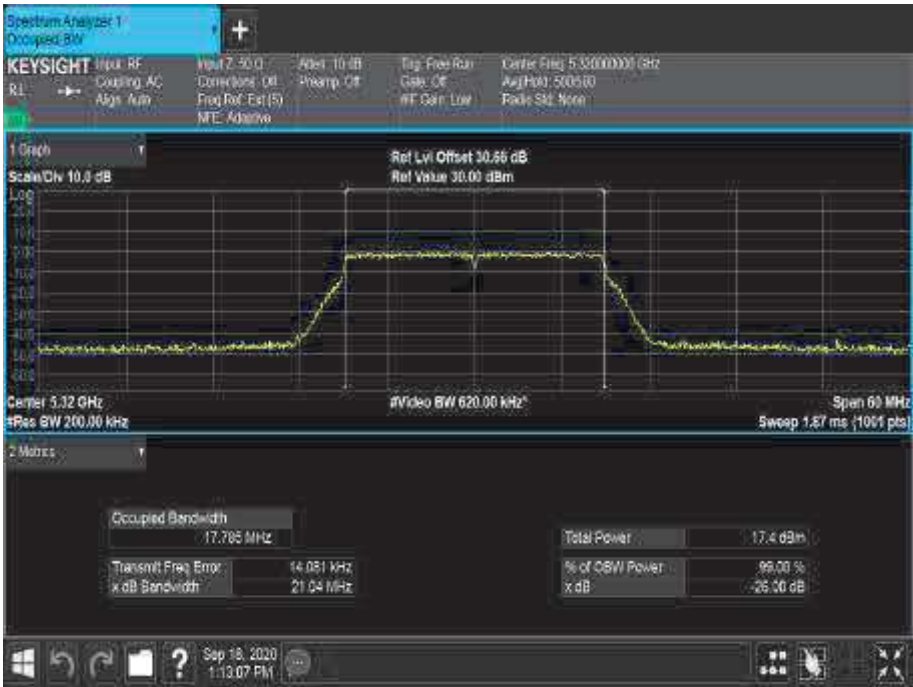 Spectrum Analyzer 1
Occupied BW
+
KEYSIGHT
Input: RF
Coupling: AC
Align: Auto
Input Z: 50 Ω
Corrections: Off
Freq Ref: Ext (S)
NFE: Adaptive
Atten: 10 dB
Preamp: Off
Trig: Free Run
Gate: Off
#IF Gain: Low
Center Freq: 5.320000000 GHz
Avg|Hold: 500/500
Radio Std: None
1 Graph
Scale/Div 10.0 dB
Ref Lvl Offset 30.66 dB
Ref Value 30.00 dBm
Log
Center 5.32 GHz
#Video BW 620.00 kHz*
Span 60 MHz
#Res BW 200.00 kHz
Sweep 1.87 ms (1001 pts)
2 Metrics
Occupied Bandwidth
17.785 MHz
Total Power
17.4 dBm
Transmit Freq Error
14.081 kHz
% of OBW Power
99.00 %
x dB Bandwidth
21.04 MHz
x dB
-26.00 dB
?
Sep 18, 2020
1:13:07 PM